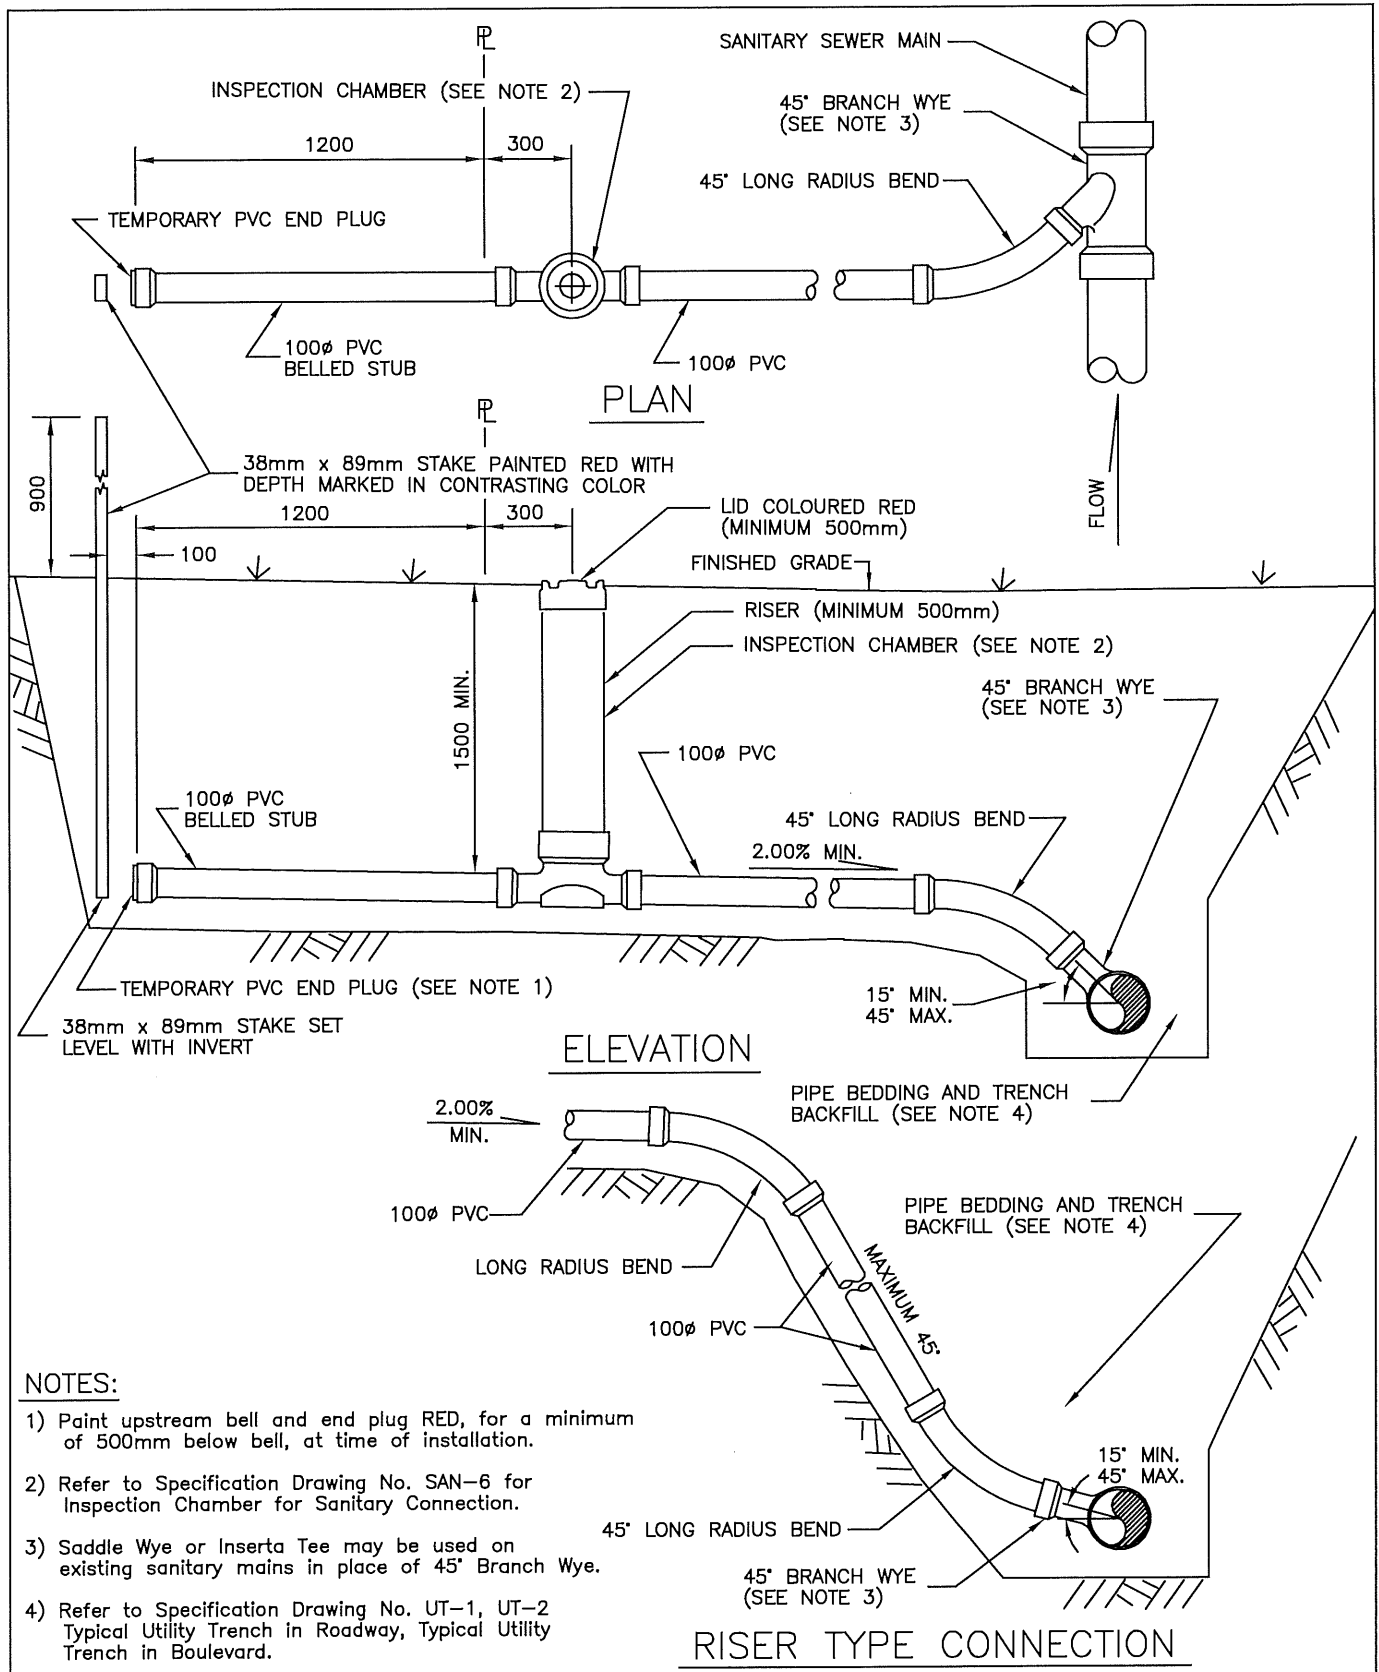 PL
SANITARY SEWER MAIN
INSPECTION CHAMBER (SEE NOTE 2)
45° BRANCH WYE
(SEE NOTE 3)
1200
300
45° LONG RADIUS BEND
TEMPORARY PVC END PLUG
100ø PVC
BELLED STUB
100ø PVC
PLAN
PL
FLOW
900
38mm x 89mm STAKE PAINTED RED WITH
DEPTH MARKED IN CONTRASTING COLOR
1200
300
LID COLOURED RED
(MINIMUM 500mm)
100
FINISHED GRADE
RISER (MINIMUM 500mm)
INSPECTION CHAMBER (SEE NOTE 2)
45° BRANCH WYE
(SEE NOTE 3)
1500 MIN.
100ø PVC
100ø PVC
BELLED STUB
45° LONG RADIUS BEND
2.00% MIN.
TEMPORARY PVC END PLUG (SEE NOTE 1)
15° MIN.
45° MAX.
38mm x 89mm STAKE SET
LEVEL WITH INVERT
ELEVATION
PIPE BEDDING AND TRENCH
BACKFILL (SEE NOTE 4)
2.00%
MIN.
100ø PVC
PIPE BEDDING AND TRENCH
BACKFILL (SEE NOTE 4)
LONG RADIUS BEND
MAXIMUM 45°
100ø PVC
15° MIN.
45° MAX.
45° LONG RADIUS BEND
45° BRANCH WYE
(SEE NOTE 3)
RISER TYPE CONNECTION
NOTES:
1) Paint upstream bell and end plug RED, for a minimum
of 500mm below bell, at time of installation.
2) Refer to Specification Drawing No. SAN-6 for
Inspection Chamber for Sanitary Connection.
3) Saddle Wye or Inserta Tee may be used on
existing sanitary mains in place of 45° Branch Wye.
4) Refer to Specification Drawing No. UT-1, UT-2
Typical Utility Trench in Roadway, Typical Utility
Trench in Boulevard.